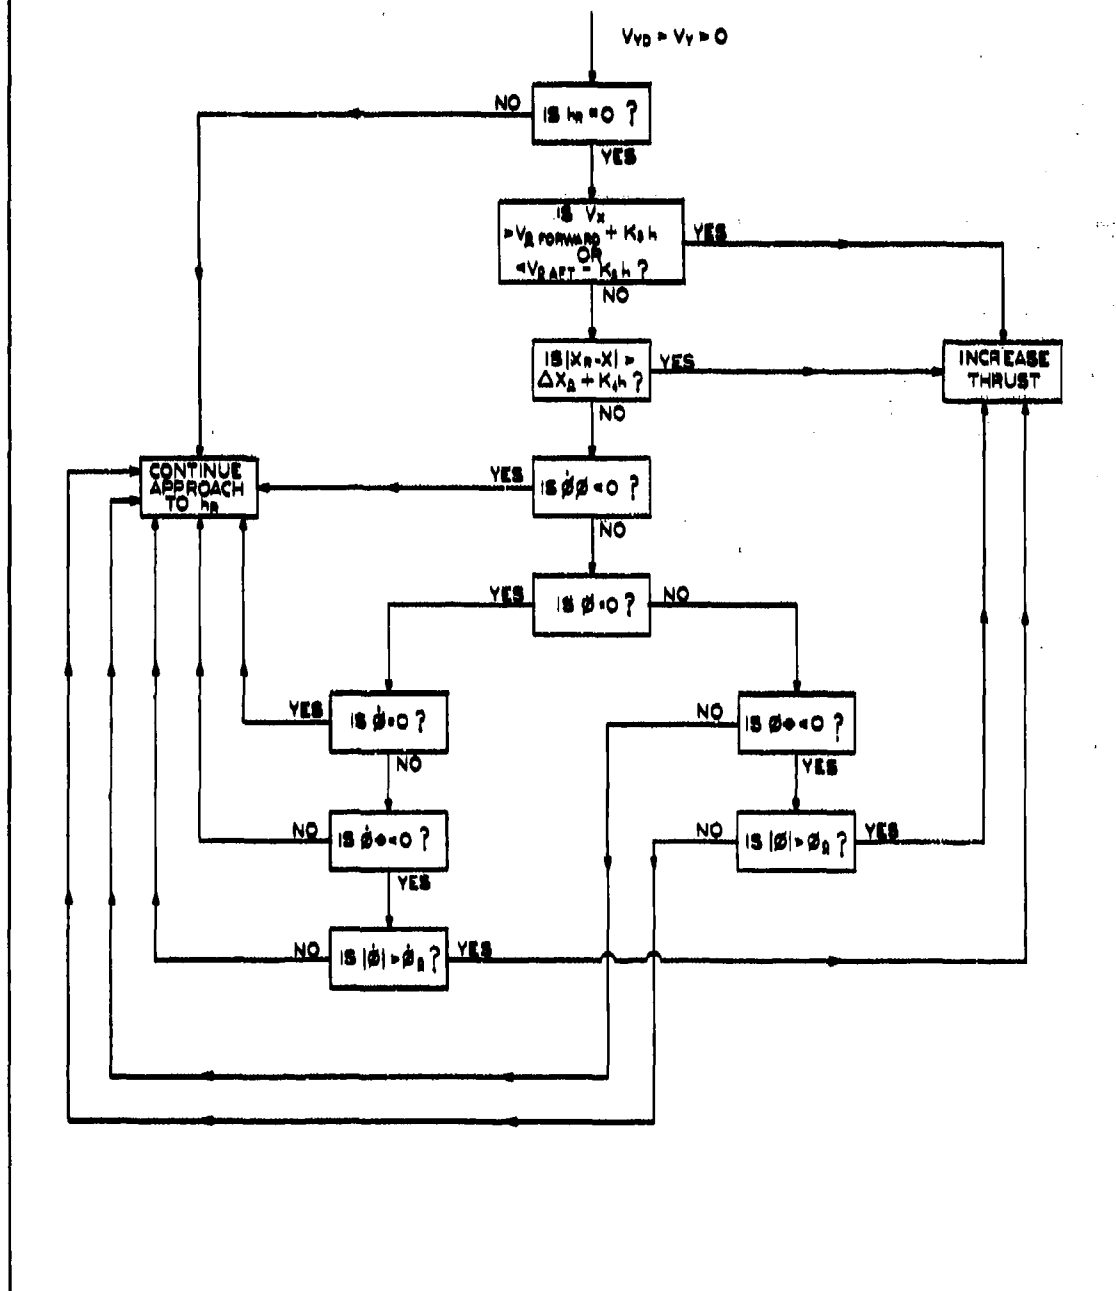 V_YD > V_Y > 0
NO
IS h_R = 0 ?
YES
IS V_X
> V_R FORWARD + K_3 h
OR
< V_R AFT - K_3 h ?
YES
NO
IS |X_R - X| >
ΔX_R + K_4 h ?
YES
INCREASE
THRUST
NO
CONTINUE
APPROACH
TO h_R
YES
IS φ̇φ < 0 ?
NO
YES
IS φ = 0 ?
NO
YES
IS φ̇ = 0 ?
NO
NO
IS φ̇Φ < 0 ?
YES
NO
IS |φ̇| > φ̇_R ?
YES
NO
IS φΦ < 0 ?
YES
NO
IS |φ| > φ_R ?
YES